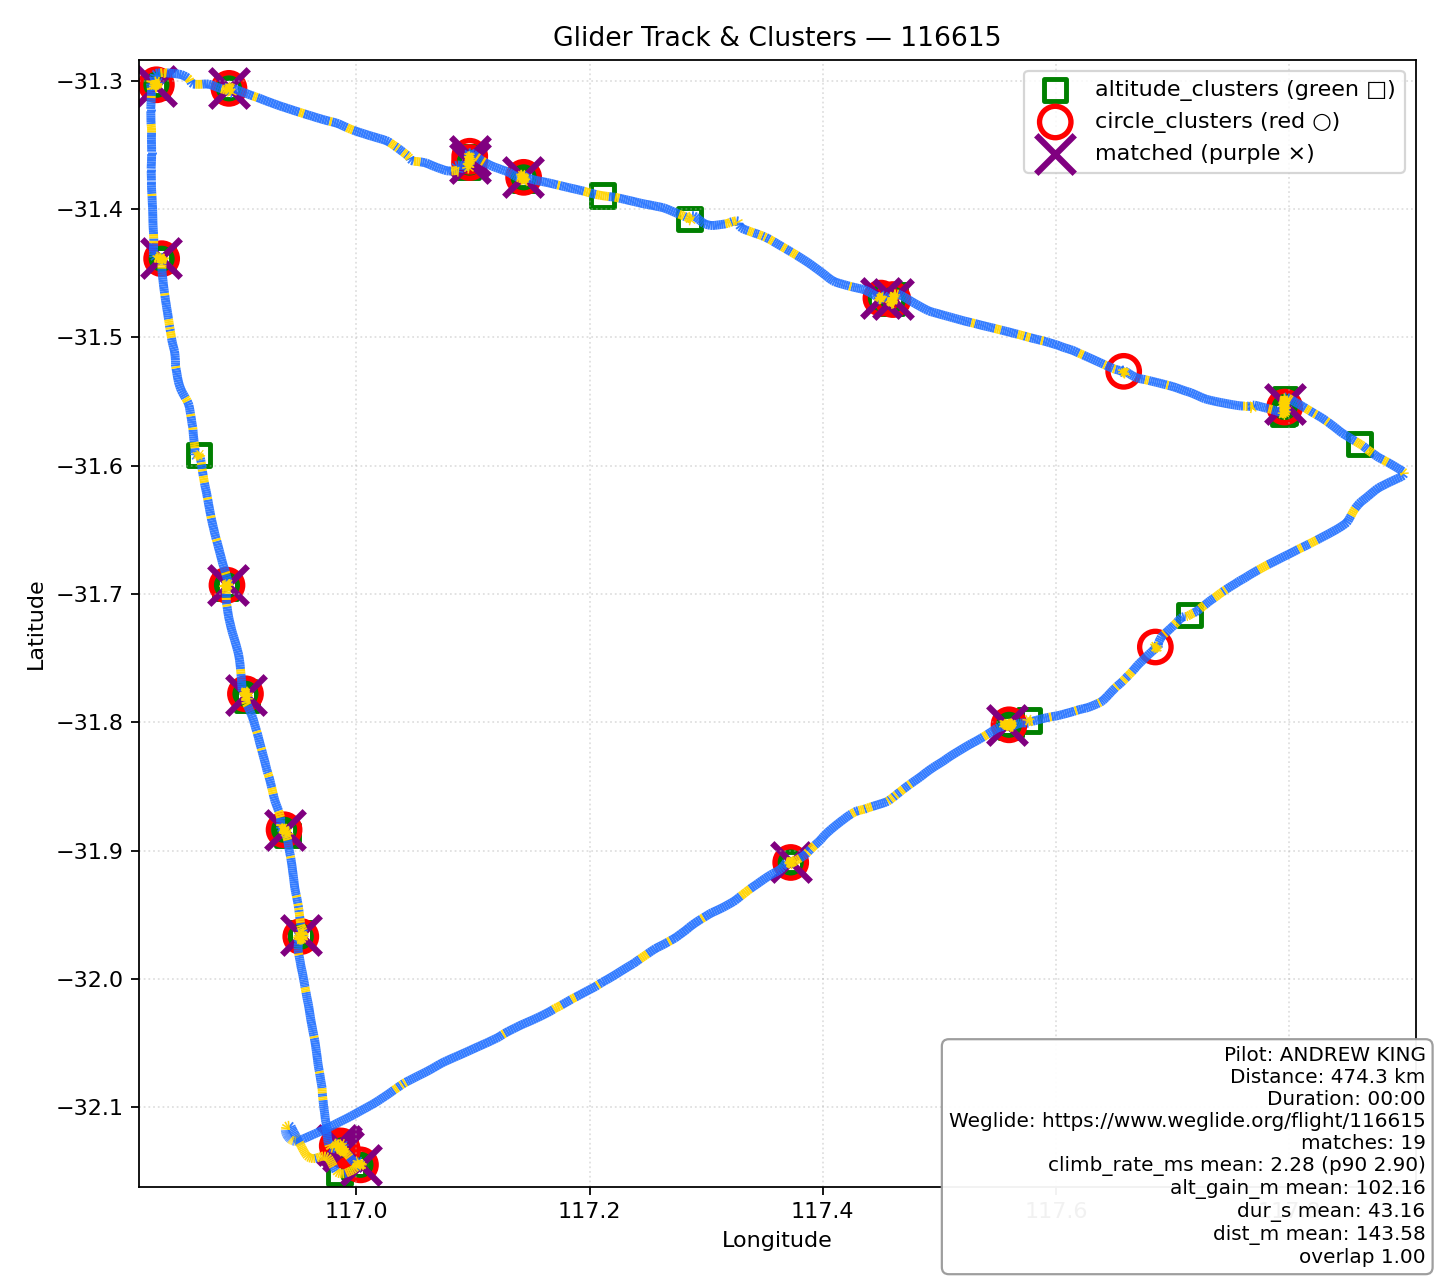 Glider Track & Clusters — 116615
altitude_clusters (green □)
circle_clusters (red ○)
matched (purple ×)
Latitude
−31.3
−31.4
−31.5
−31.6
−31.7
−31.8
−31.9
−32.0
−32.1
117.0
117.2
117.4
117.6
Longitude
Pilot: ANDREW KING
Distance: 474.3 km
Duration: 00:00
Weglide: https://www.weglide.org/flight/116615
matches: 19
climb_rate_ms mean: 2.28 (p90 2.90)
alt_gain_m mean: 102.16
dur_s mean: 43.16
dist_m mean: 143.58
overlap 1.00